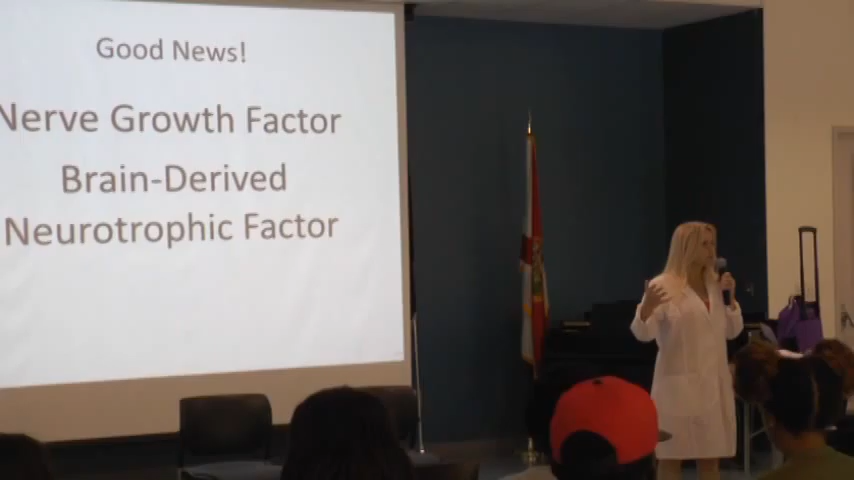 Good News!
Nerve Growth Factor
Brain-Derived
Neurotrophic Factor